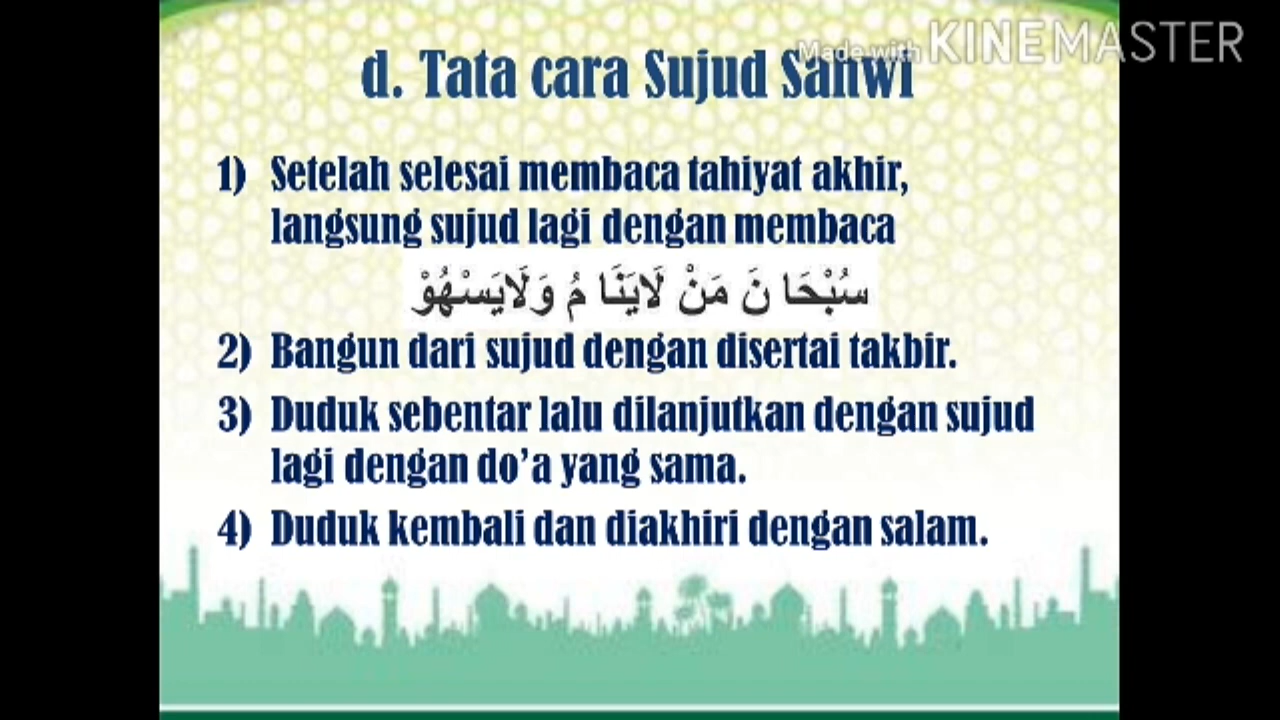 Made with KINEMASTER
d. Tata cara Sujud Sahwi
1) Setelah selesai membaca tahiyat akhir,
langsung sujud lagi dengan membaca
سُبْحَا نَ مَنْ لَايَنَا مُ وَلَايَسْهُوْ
2) Bangun dari sujud dengan disertai takbir.
3) Duduk sebentar lalu dilanjutkan dengan sujud
lagi dengan do’a yang sama.
4) Duduk kembali dan diakhiri dengan salam.